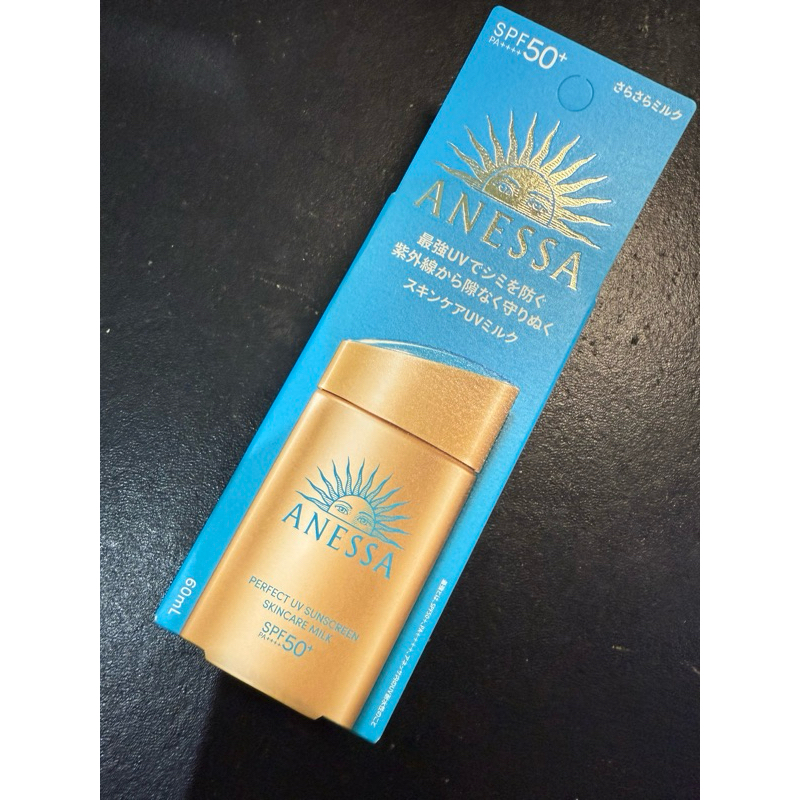 SPF50+
PA++++
さらさらミルク
ANESSA
最強UVでシミを防ぐ
紫外線から隙なく守りぬく
スキンケアUVミルク
ANESSA
PERFECT UV SUNSCREEN
SKINCARE MILK
SPF50+
PA++++
60mL